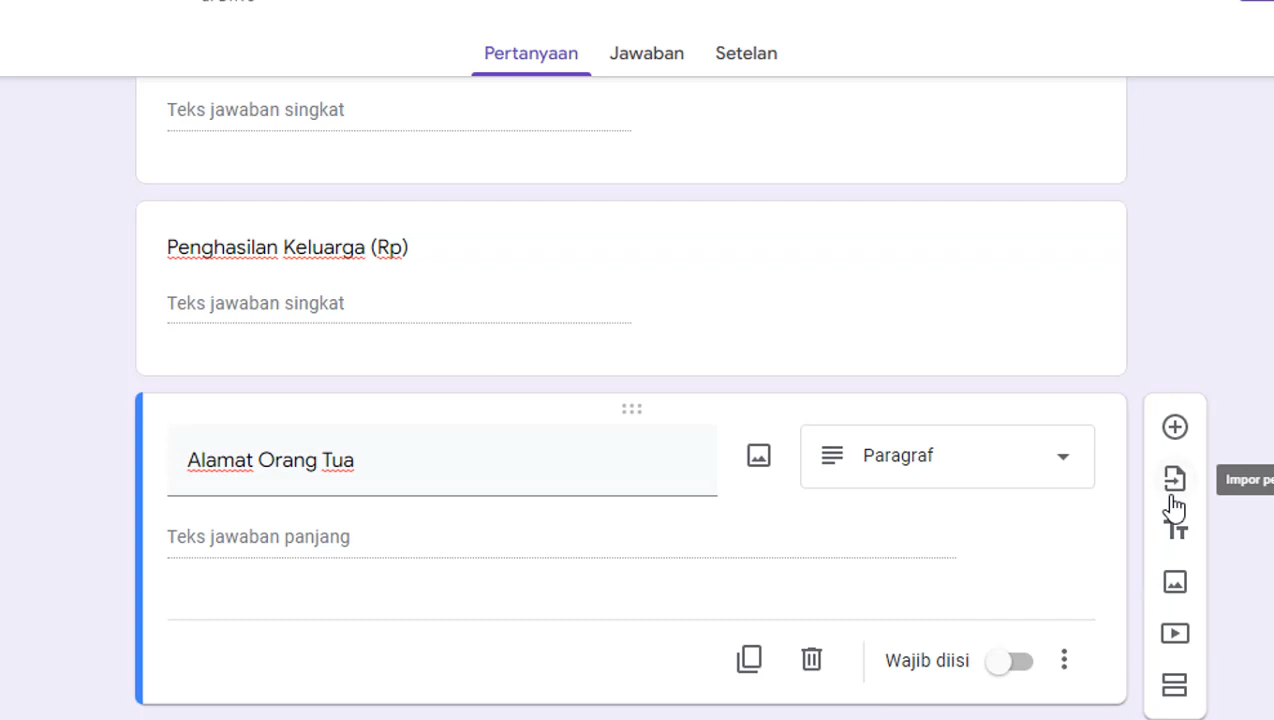 Pertanyaan Jawaban Setelan
Teks jawaban singkat
Penghasilan Keluarga (Rp)
Teks jawaban singkat
Alamat Orang Tua
Paragraf
Impor
Teks jawaban panjang
Wajib diisi